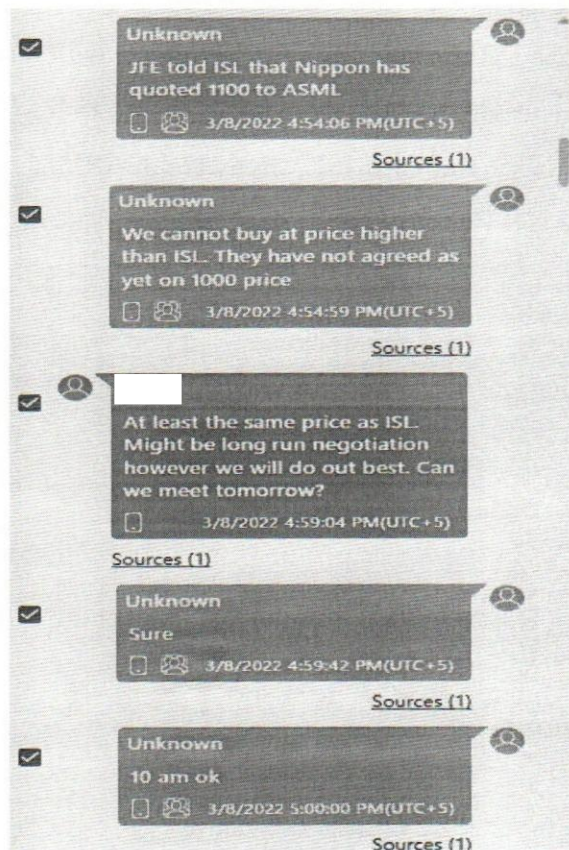 Unknown
JFE told ISL that Nippon has
quoted 1100 to ASML
3/8/2022 4:54:06 PM(UTC+5)
Sources (1)
Unknown
We cannot buy at price higher
than ISL. They have not agreed as
yet on 1000 price
3/8/2022 4:54:59 PM(UTC+5)
Sources (1)
At least the same price as ISL.
Might be long run negotiation
however we will do out best. Can
we meet tomorrow?
3/8/2022 4:59:04 PM(UTC+5)
Sources (1)
Unknown
Sure
3/8/2022 4:59:42 PM(UTC+5)
Sources (1)
Unknown
10 am ok
3/8/2022 5:00:00 PM(UTC+5)
Sources (1)